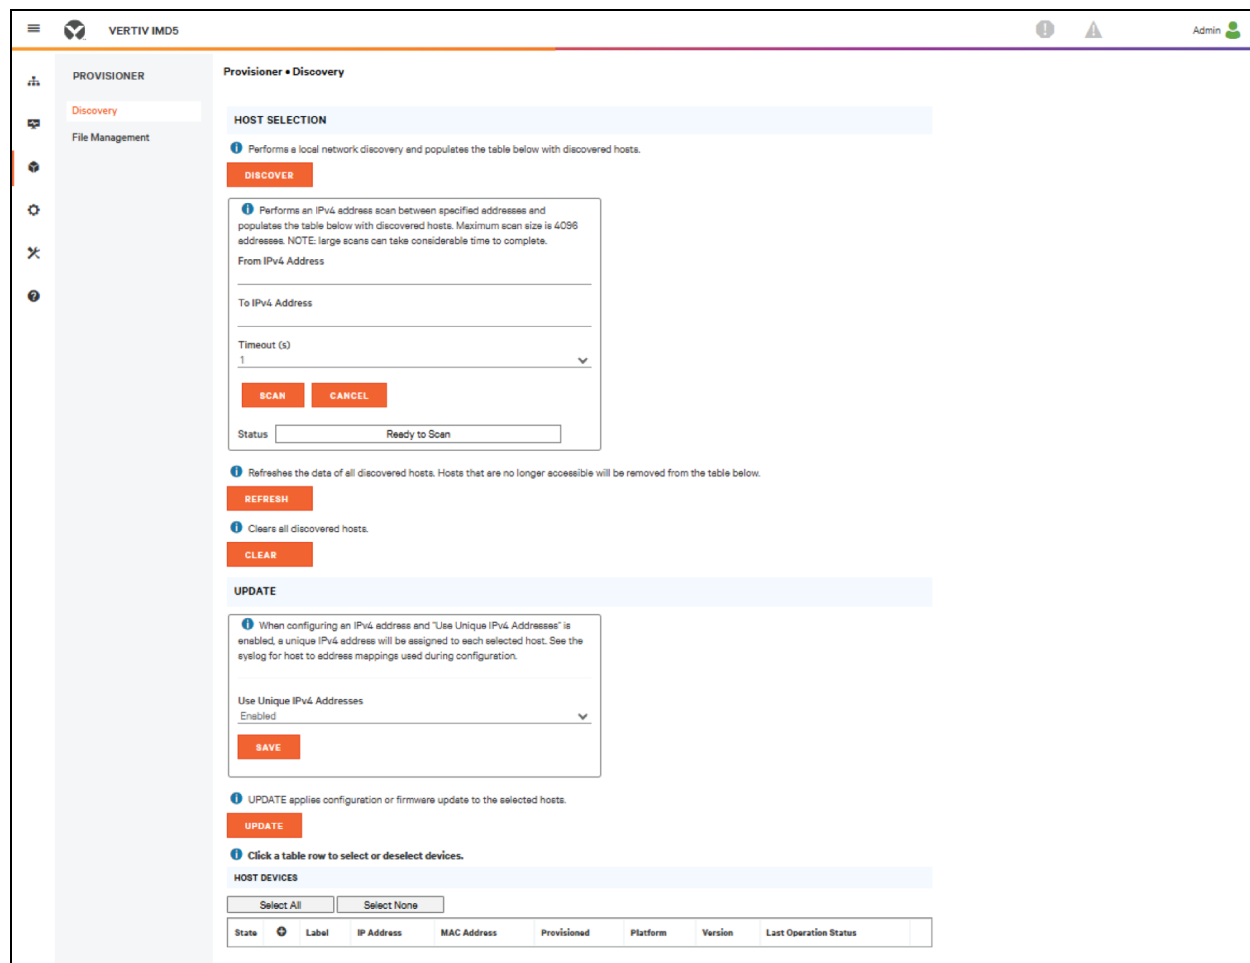 VERTIV IMD5
Admin
PROVISIONER
Discovery
File Management
Provisioner • Discovery
HOST SELECTION
Performs a local network discovery and populates the table below with discovered hosts.
DISCOVER
Performs an IPv4 address scan between specified addresses and
populates the table below with discovered hosts. Maximum scan size is 4096
addresses. NOTE: large scans can take considerable time to complete.
From IPv4 Address
To IPv4 Address
Timeout (s)
1
SCAN CANCEL
Status Ready to Scan
Refreshes the data of all discovered hosts. Hosts that are no longer accessible will be removed from the table below.
REFRESH
Clears all discovered hosts.
CLEAR
UPDATE
When configuring an IPv4 address and "Use Unique IPv4 Addresses" is
enabled, a unique IPv4 address will be assigned to each selected host. See the
syslog for host to address mappings used during configuration.
Use Unique IPv4 Addresses
Enabled
SAVE
UPDATE applies configuration or firmware update to the selected hosts.
UPDATE
Click a table row to select or deselect devices.
HOST DEVICES
Select All Select None
State Label IP Address MAC Address Provisioned Platform Version Last Operation Status